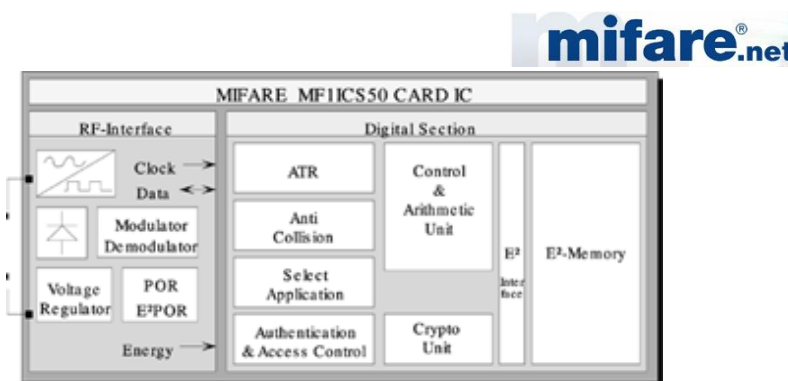 mifare®.net
MIFARE MF1ICS50 CARD IC
RF-Interface
Clock
Data
Modulator
Demodulator
Voltage
Regulator
POR
E²POR
Energy
Digital Section
ATR
Anti
Collision
Select
Application
Authentication
& Access Control
Control
&
Arithmetic
Unit
Crypto
Unit
E²
Inter
face
E²-Memory